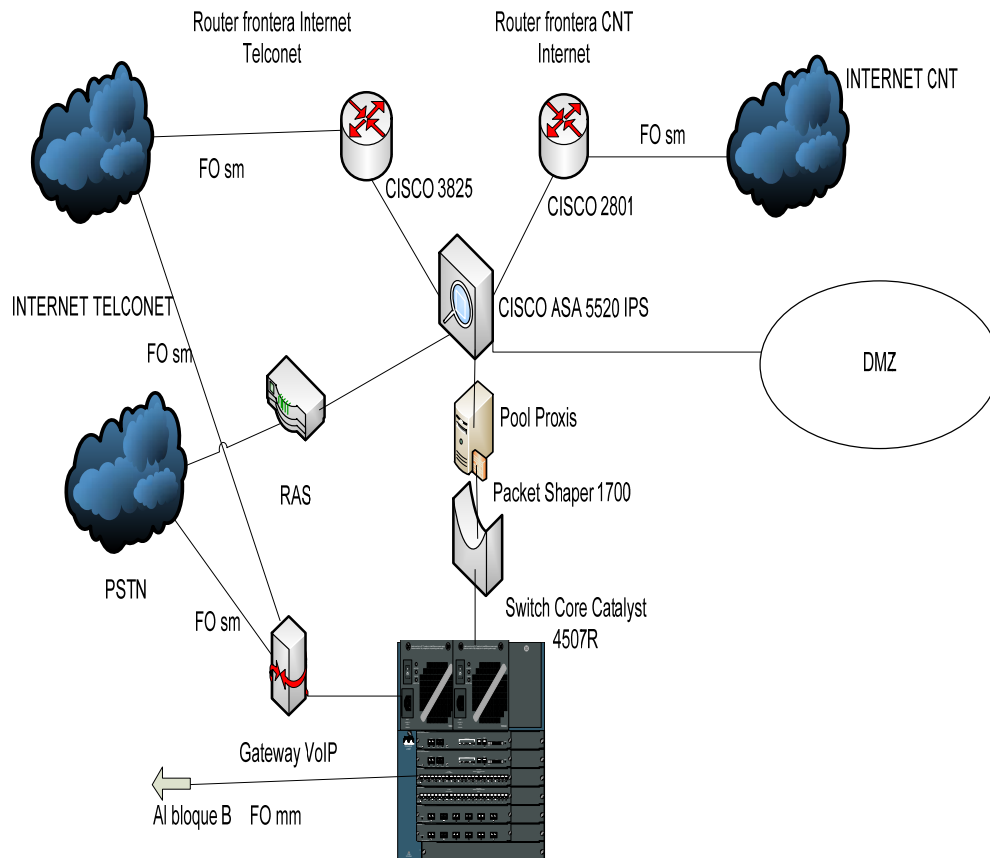 Router frontera Internet
Telconet
Router frontera CNT
Internet
INTERNET CNT
FO sm
FO sm
CISCO 3825
CISCO 2801
INTERNET TELCONET
CISCO ASA 5520 IPS
FO sm
DMZ
Pool Proxis
RAS
Packet Shaper 1700
PSTN
FO sm
Switch Core Catalyst
4507R
Gateway VoIP
Al bloque B
FO mm